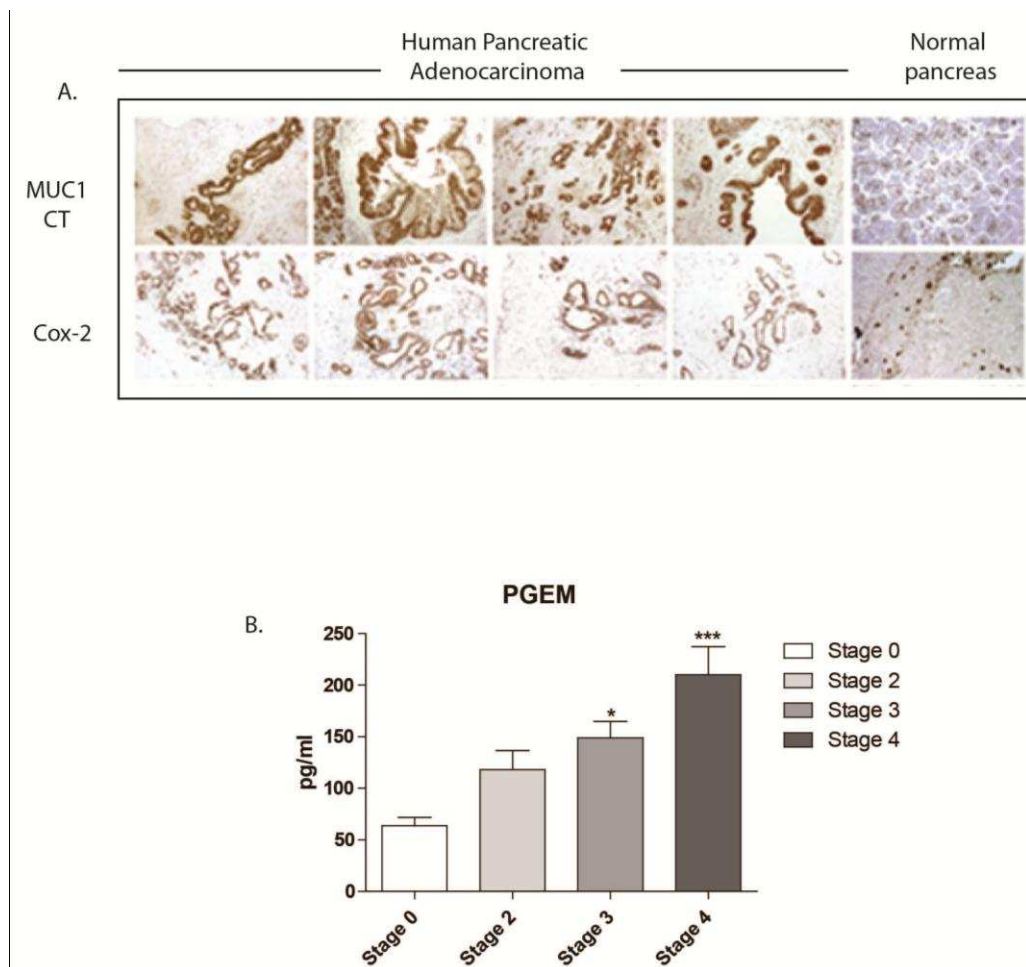 Human Pancreatic
Adenocarcinoma
Normal
pancreas
A.
MUC1
CT
Cox-2
PGEM
B.
250
200
150
100
50
0
pg/ml
*
***
Stage 0
Stage 2
Stage 3
Stage 4
Stage 0
Stage 2
Stage 3
Stage 4